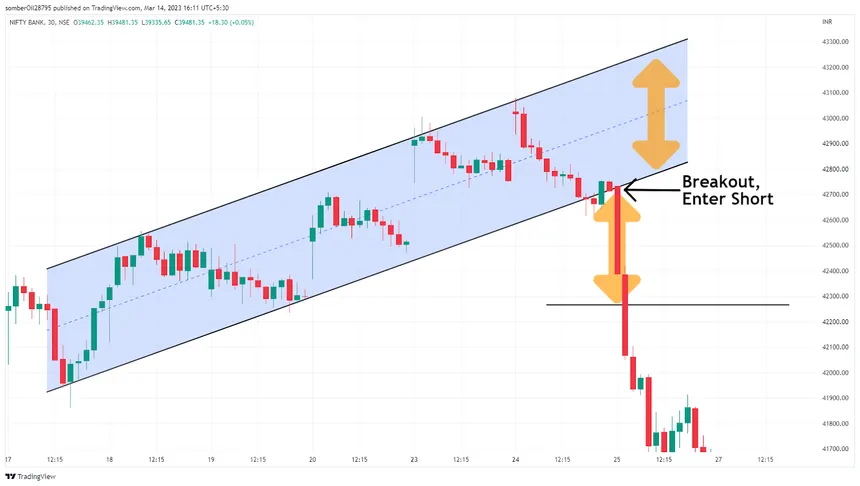 somberOil28795 published on TradingView.com, Mar 14, 2023 16:11 UTC+5:30
NIFTY BANK, 30, NSE O39462.35 H39481.35 L39335.65 C39481.35 +18.30 (+0.05%)
INR
43300.00
43200.00
43100.00
43000.00
42900.00
42800.00
42700.00
42600.00
42500.00
42400.00
42300.00
42200.00
42100.00
42000.00
41900.00
41800.00
41700.00
Breakout,
Enter Short
17 12:15 18 12:15 19 12:15 20 12:15 23 12:15 24 12:15 25 12:15 27 12:15
TradingView